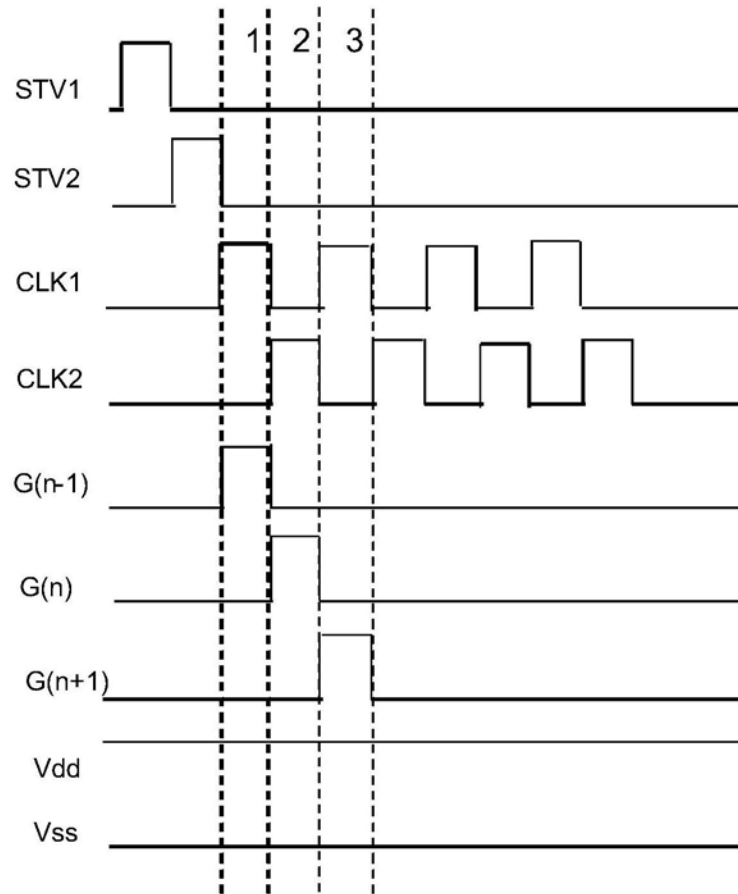 1 2 3
STV1
STV2
CLK1
CLK2
G(n-1)
G(n)
G(n+1)
Vdd
Vss